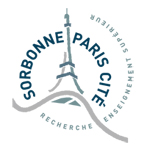 SORBONNE PARIS CITÉ
RECHERCHE ENSEIGNEMENT SUPÉRIEUR